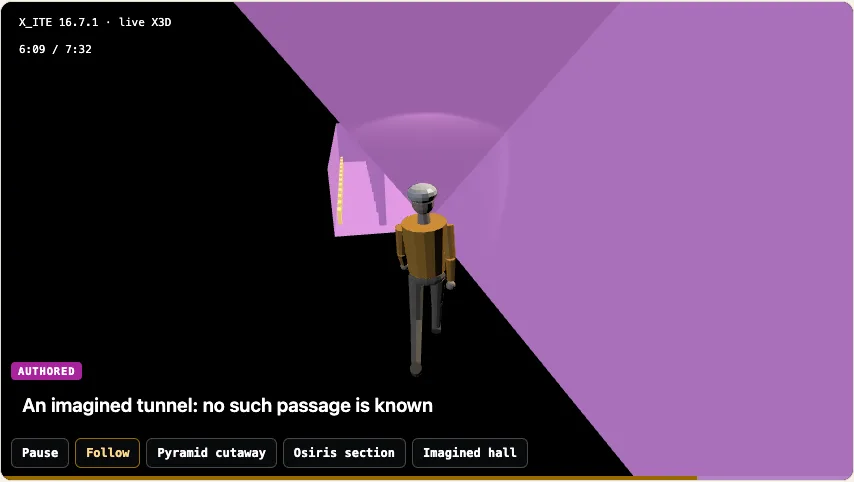 X_ITE 16.7.1 · live X3D
6:09 / 7:32
AUTHORED
An imagined tunnel: no such passage is known
Pause Follow Pyramid cutaway Osiris section Imagined hall